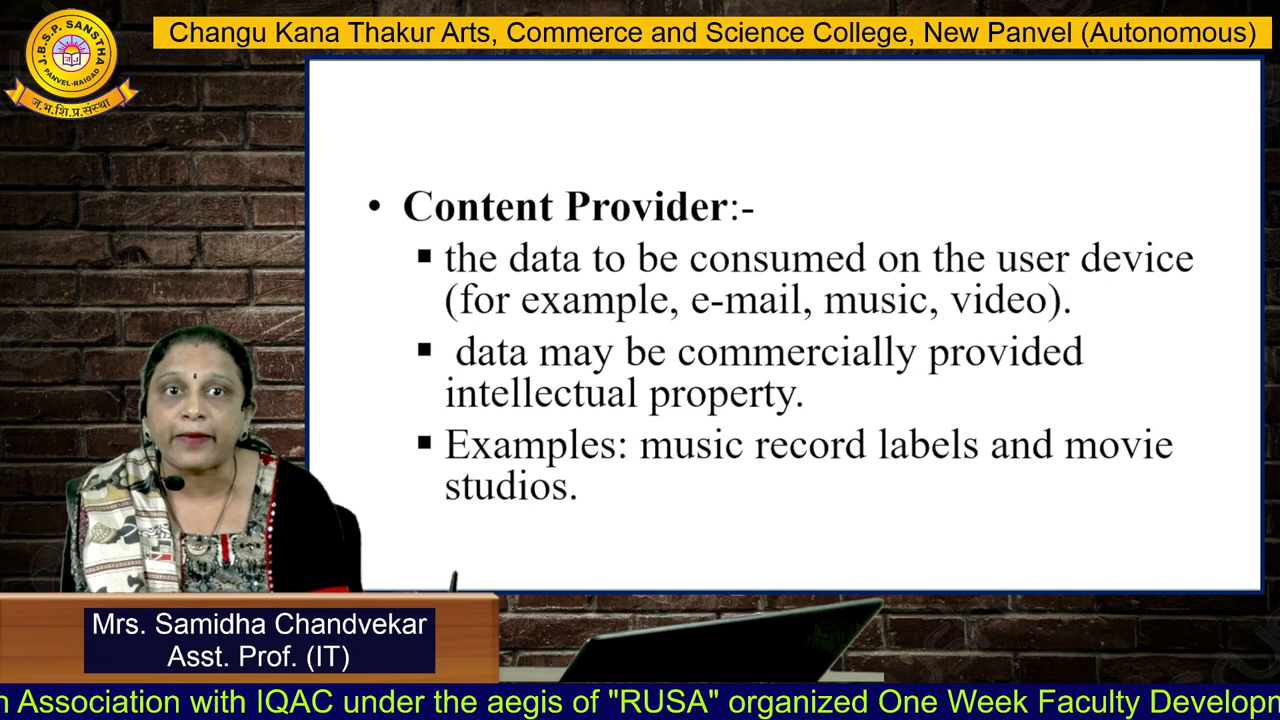 J.B.S.P. SANSTHA
PANVEL-RAIGAD
ज.भ.शि.प्र.संस्था
Changu Kana Thakur Arts, Commerce and Science College, New Panvel (Autonomous)
• Content Provider:-
▪ the data to be consumed on the user device
(for example, e-mail, music, video).
▪ data may be commercially provided
intellectual property.
▪ Examples: music record labels and movie
studios.
Mrs. Samidha Chandvekar
Asst. Prof. (IT)
n Association with IQAC under the aegis of "RUSA" organized One Week Faculty Developm